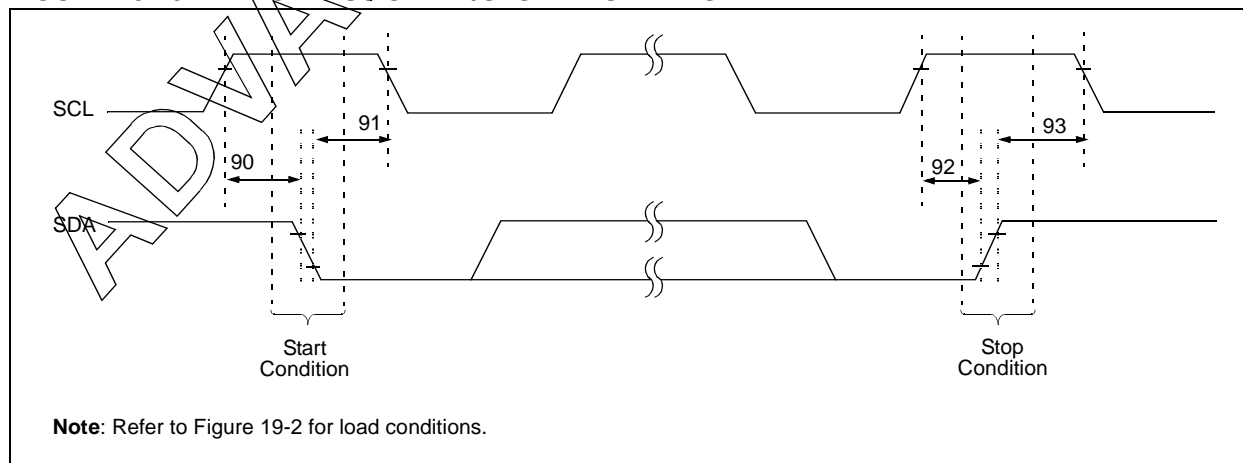 SCL
91
93
90
92
SDA
Start
Condition
Stop
Condition
Note: Refer to Figure 19-2 for load conditions.
ADVA